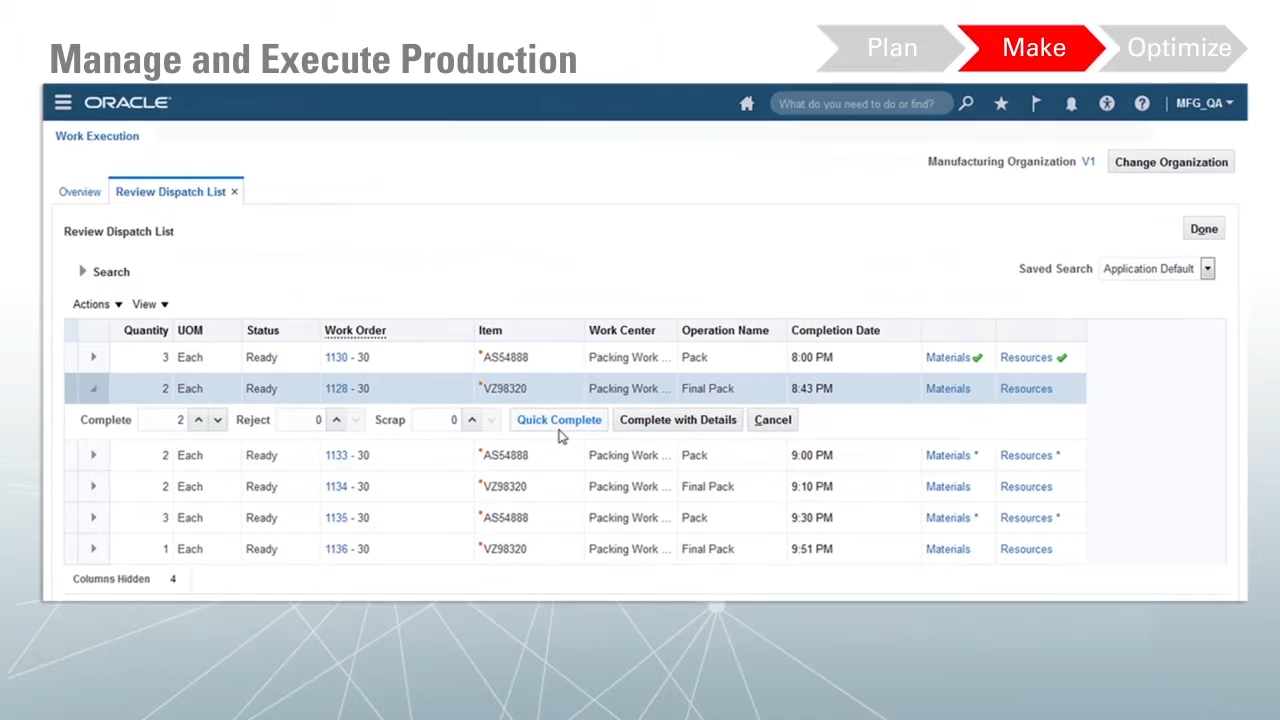 Manage and Execute Production
Plan
Make
Optimize
ORACLE
What do you need to do or find?
MFG_QA
Work Execution
Manufacturing Organization V1 Change Organization
Overview Review Dispatch List ×
Review Dispatch List Done
Search Saved Search Application Default
Actions View
Quantity UOM Status Work Order Item Work Center Operation Name Completion Date
3 Each Ready 1130 - 30 *AS54888 Packing Work ... Pack 8:00 PM Materials Resources
2 Each Ready 1128 - 30 *VZ98320 Packing Work ... Final Pack 8:43 PM Materials Resources
Complete 2 Reject 0 Scrap 0 Quick Complete Complete with Details Cancel
2 Each Ready 1133 - 30 *AS54888 Packing Work ... Pack 9:00 PM Materials * Resources *
2 Each Ready 1134 - 30 *VZ98320 Packing Work ... Final Pack 9:10 PM Materials Resources
3 Each Ready 1135 - 30 *AS54888 Packing Work ... Pack 9:30 PM Materials * Resources *
1 Each Ready 1136 - 30 *VZ98320 Packing Work ... Final Pack 9:51 PM Materials Resources
Columns Hidden 4